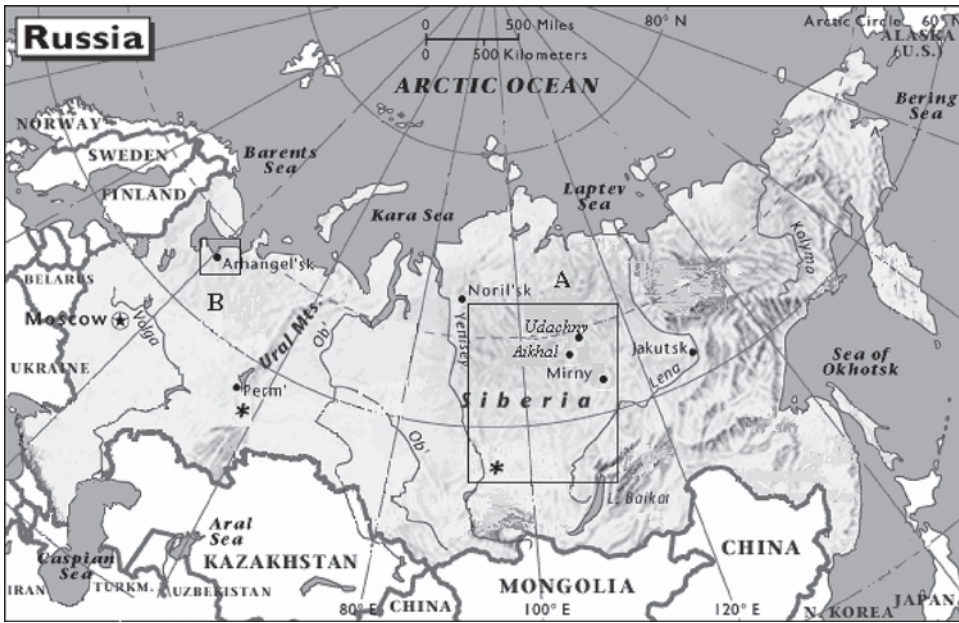 Russia
0 500 Miles
0 500 Kilometers
80° N
Arctic Circle
60° N
ALASKA
(U.S.)
ARCTIC OCEAN
Bering
Sea
NORWAY
SWEDEN
FINLAND
Barents
Sea
Kara Sea
Laptev
Sea
Kolyma
A
Arhangel'sk
BELARUS
B
Noril'sk
Moscow
Volga
Ural Mts.
Ob'
Yenisey
Udachny
Aikhal
Jakutsk
Mirny
Lena
Sea of
Okhotsk
UKRAINE
Perm'
*
Siberia
Ob'
*
L. Baikal
Aral
Sea
Caspian
Sea
KAZAKHSTAN
CHINA
IRAN
TURKM.
UZBEKISTAN
MONGOLIA
80° E
CHINA
100° E
120° E
N. KOREA
JAPAN